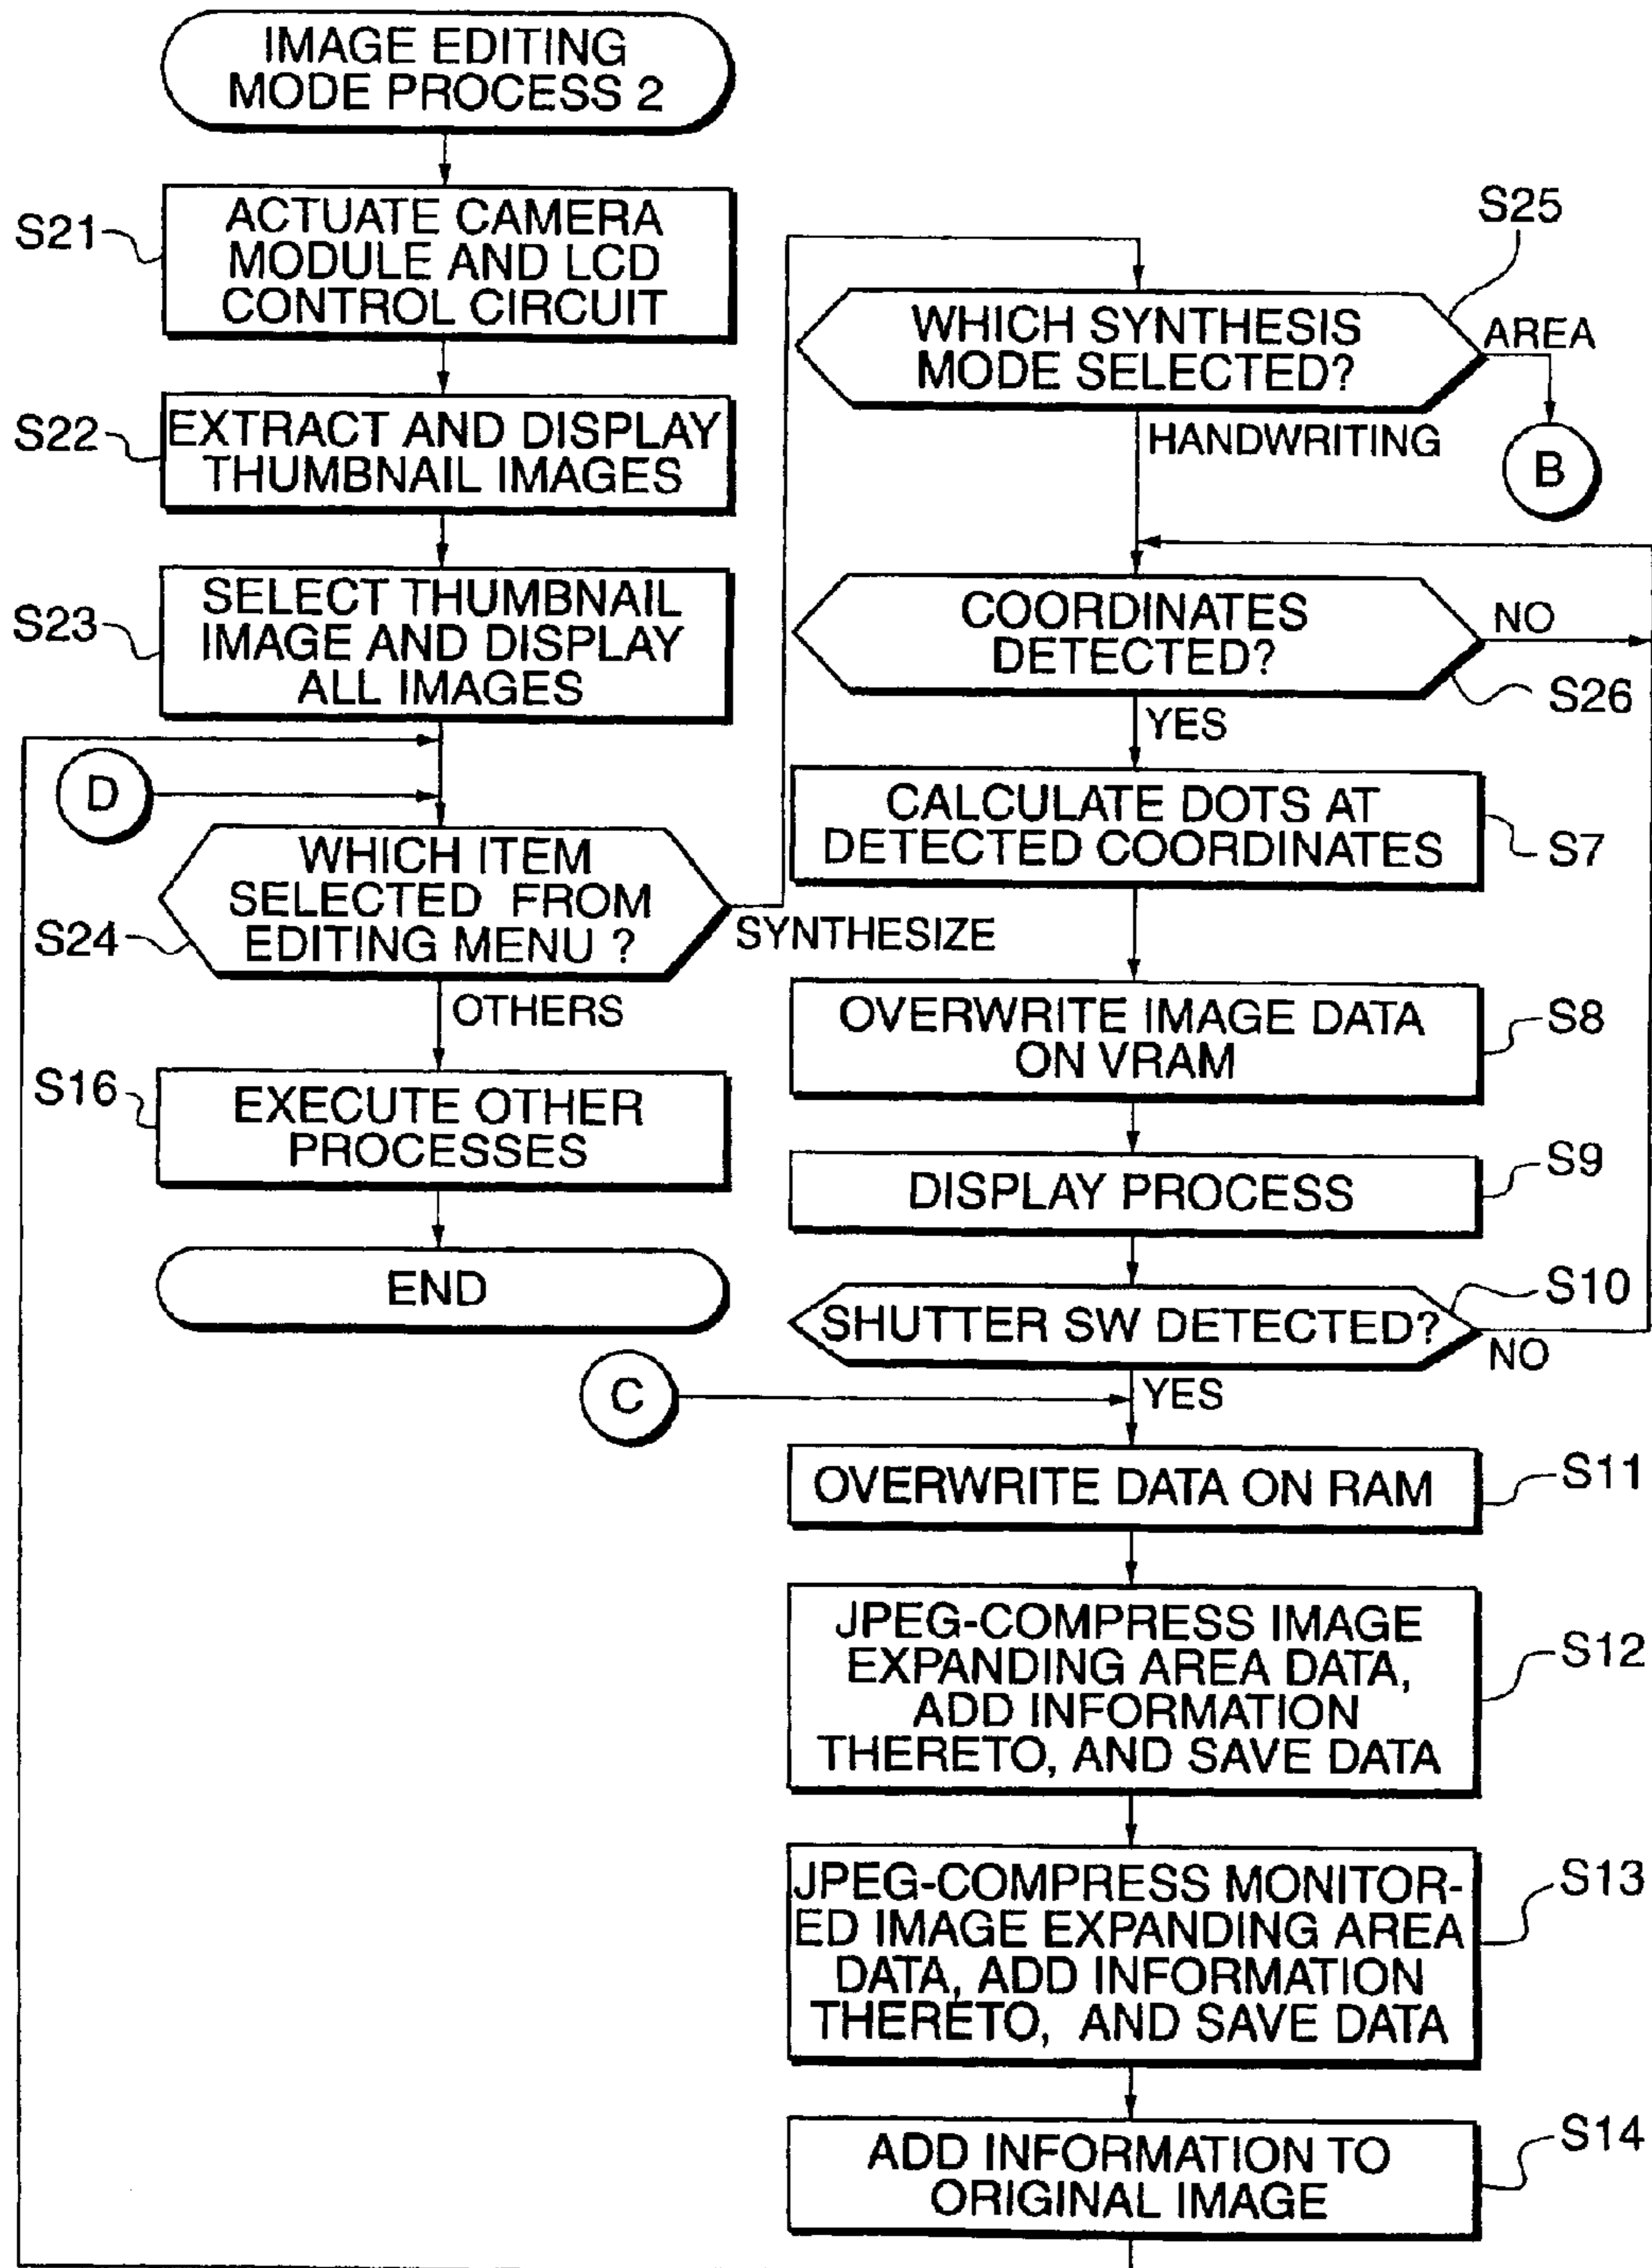 IMAGE EDITING
MODE PROCESS 2
S21
ACTUATE CAMERA
MODULE AND LCD
CONTROL CIRCUIT
S22
EXTRACT AND DISPLAY
THUMBNAIL IMAGES
S23
SELECT THUMBNAIL
IMAGE AND DISPLAY
ALL IMAGES
D
S24
WHICH ITEM
SELECTED FROM
EDITING MENU ?
SYNTHESIZE
OTHERS
S16
EXECUTE OTHER
PROCESSES
END
S25
WHICH SYNTHESIS
MODE SELECTED?
AREA
B
HANDWRITING
COORDINATES
DETECTED?
NO
S26
YES
CALCULATE DOTS AT
DETECTED COORDINATES
S7
OVERWRITE IMAGE DATA
ON VRAM
S8
DISPLAY PROCESS
S9
SHUTTER SW DETECTED?
S10
NO
C
YES
OVERWRITE DATA ON RAM
S11
JPEG-COMPRESS IMAGE
EXPANDING AREA DATA,
ADD INFORMATION
THERETO, AND SAVE DATA
S12
JPEG-COMPRESS MONITOR-
ED IMAGE EXPANDING AREA
DATA, ADD INFORMATION
THERETO, AND SAVE DATA
S13
ADD INFORMATION TO
ORIGINAL IMAGE
S14